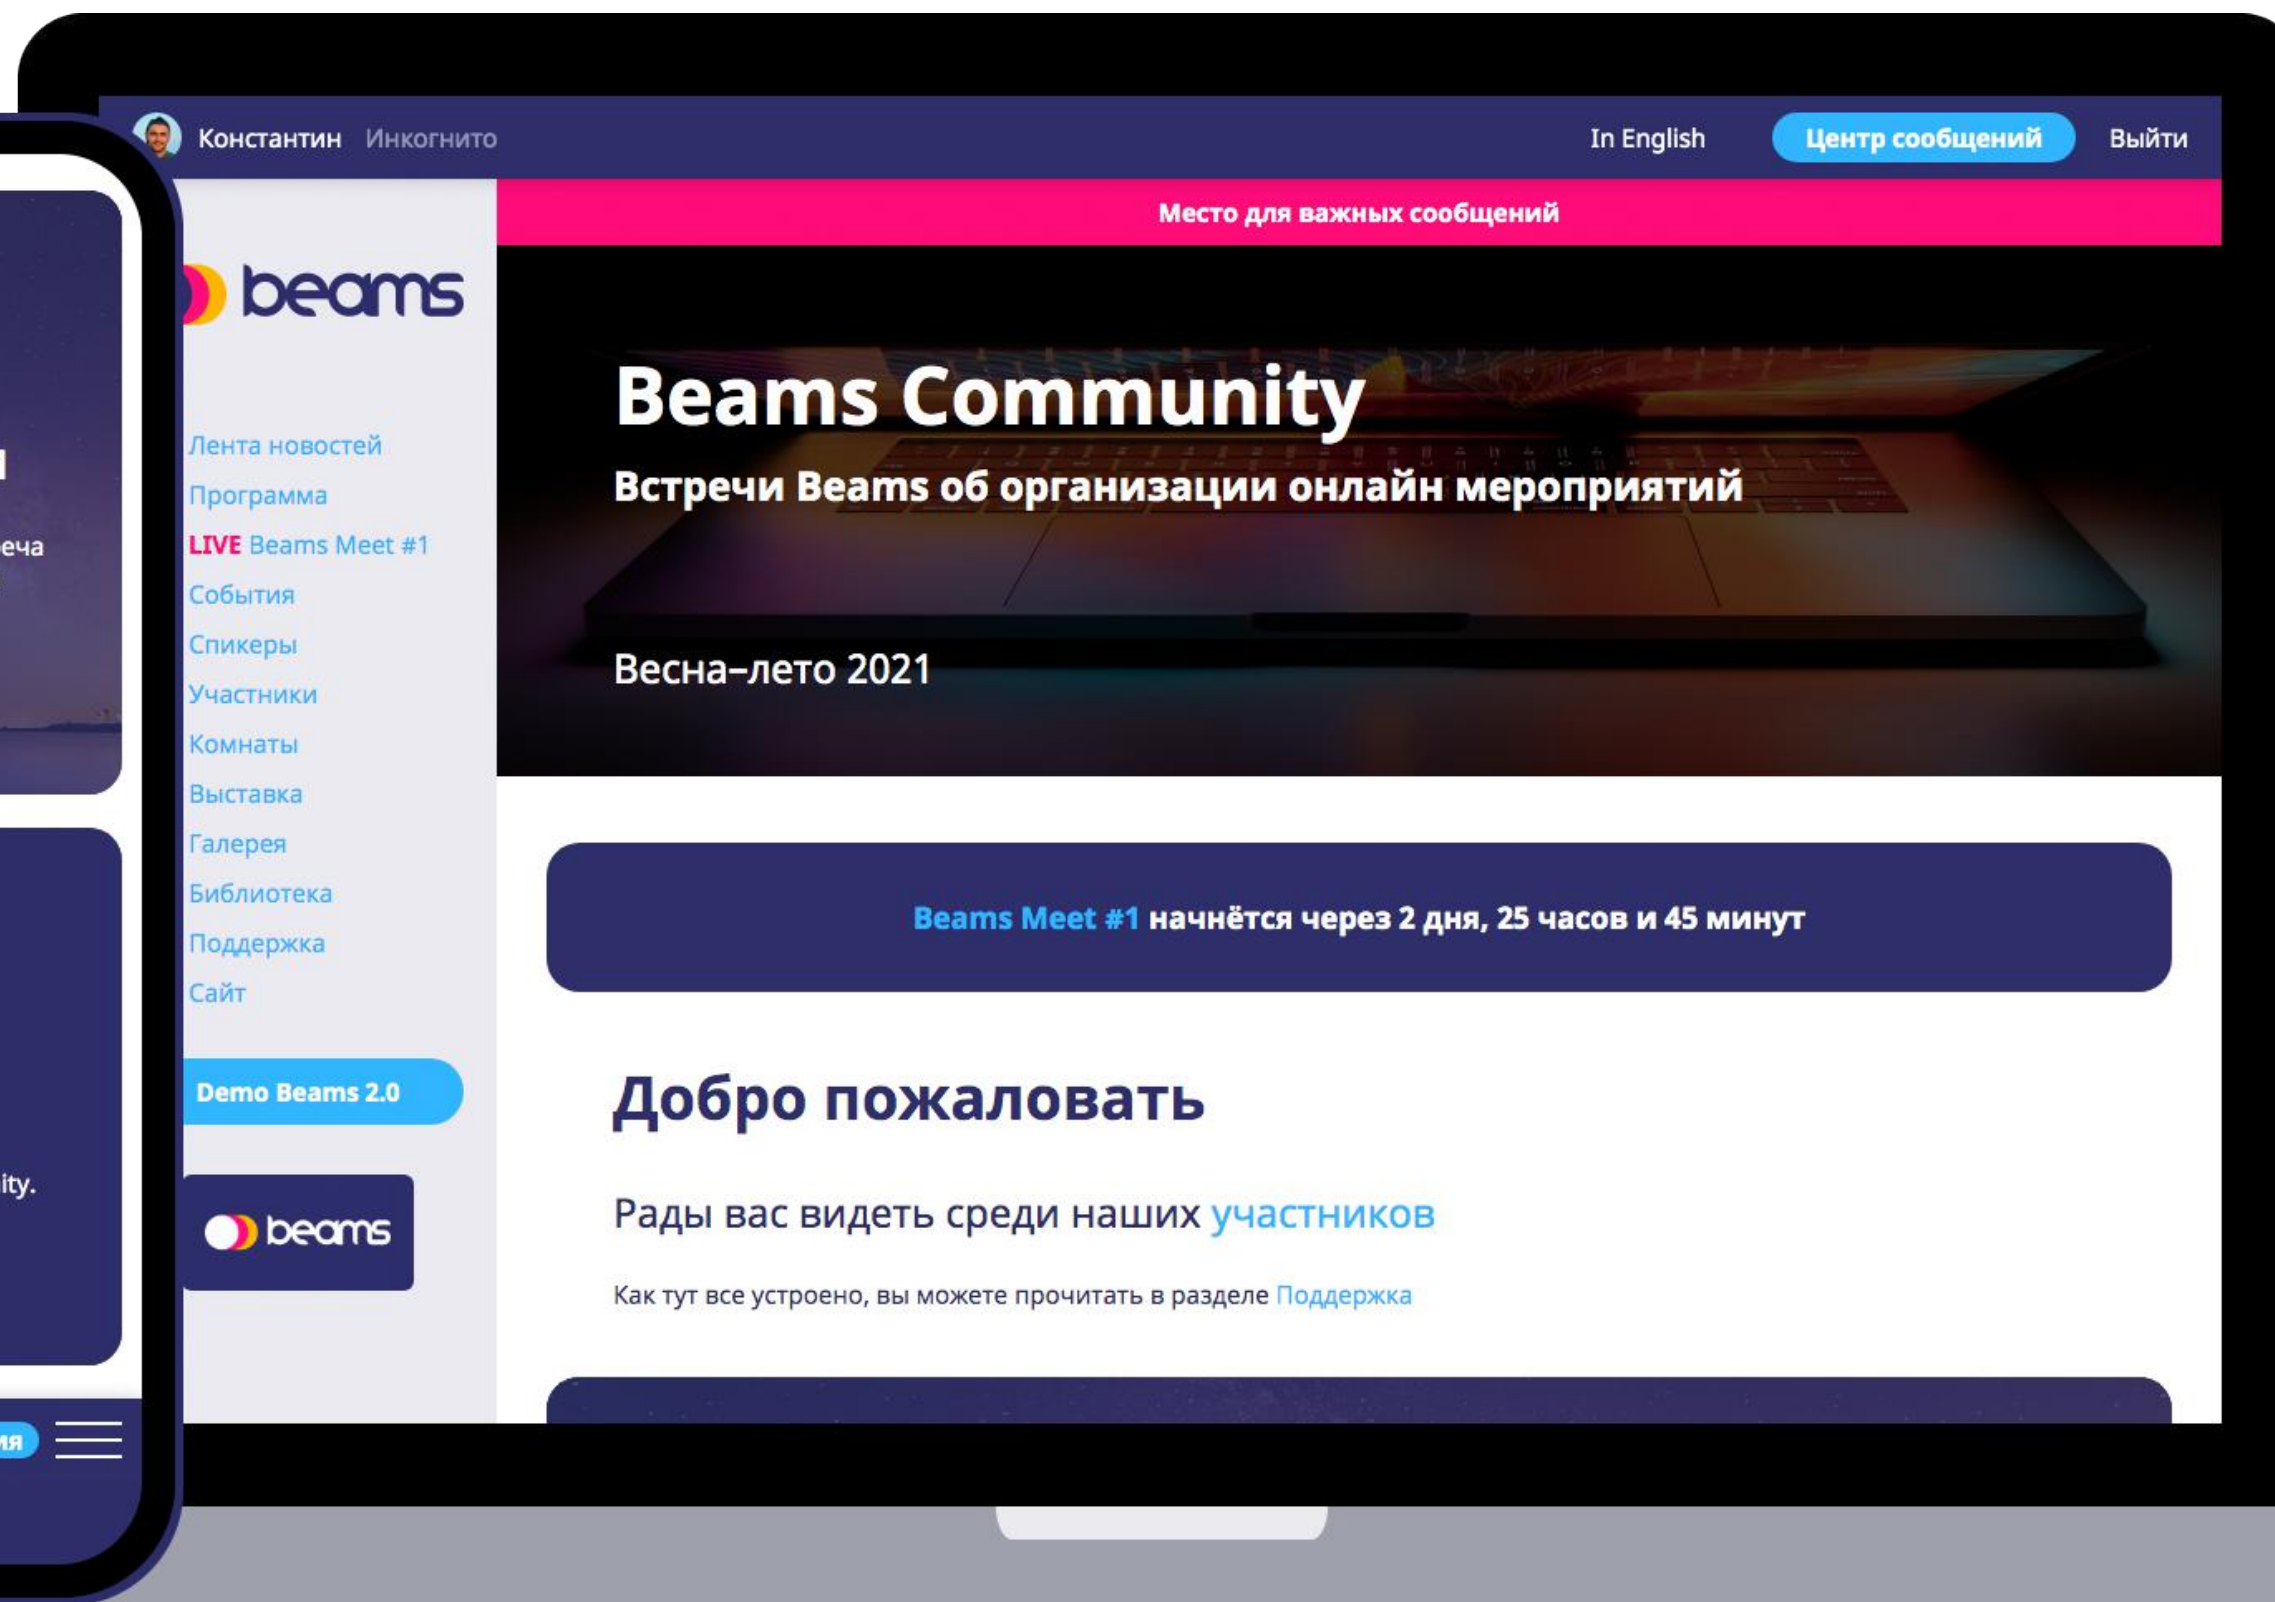 Константин Инкогнито
In English
Центр сообщений
Выйти
Место для важных сообщений
beams
Лента новостей
Программа
LIVE Beams Meet #1
События
Спикеры
Участники
Комнаты
Выставка
Галерея
Библиотека
Поддержка
Сайт
Demo Beams 2.0
beams
Beams Community
Встречи Beams об организации онлайн мероприятий
Весна–лето 2021
Beams Meet #1 начнётся через 2 дня, 25 часов и 45 минут
Добро пожаловать
Рады вас видеть среди наших участников
Как тут все устроено, вы можете прочитать в разделе Поддержка